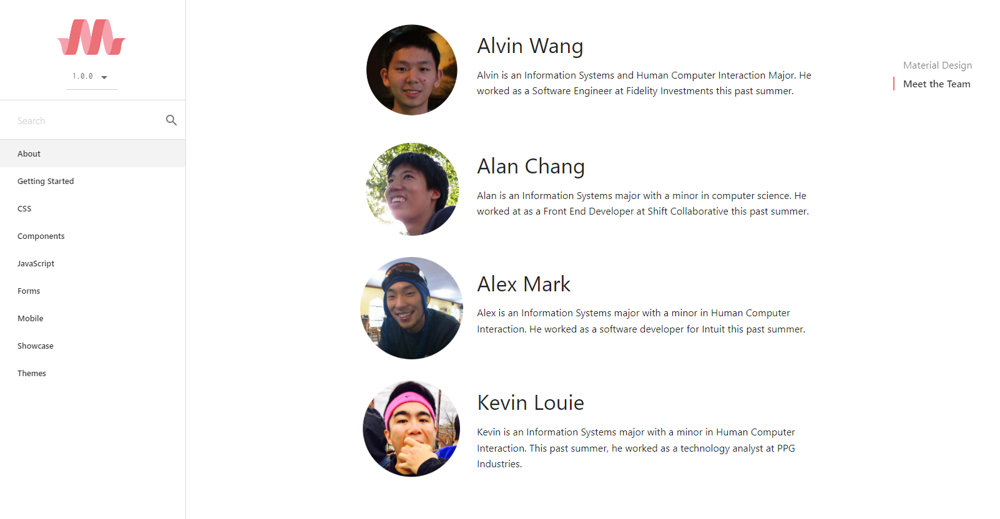 1.0.0
Search
About
Getting Started
CSS
Components
JavaScript
Forms
Mobile
Showcase
Themes
Alvin Wang
Alvin is an Information Systems and Human Computer Interaction Major. He
worked as a Software Engineer at Fidelity Investments this past summer.
Alan Chang
Alan is an Information Systems major with a minor in computer science. He
worked at as a Front End Developer at Shift Collaborative this past summer.
Alex Mark
Alex is an Information Systems major with a minor in Human Computer
Interaction. He worked as a software developer for Intuit this past summer.
Kevin Louie
Kevin is an Information Systems major with a minor in Human Computer
Interaction. This past summer, he worked as a technology analyst at PPG
Industries.
Material Design
Meet the Team